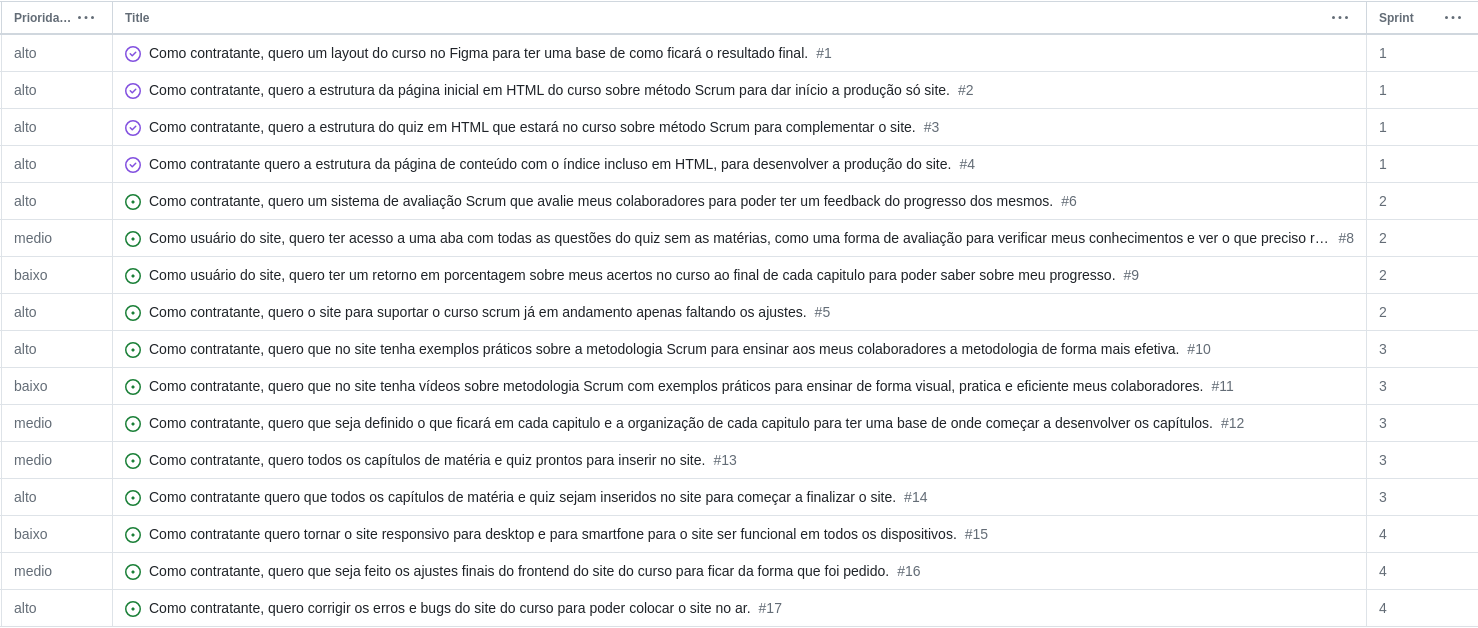 Priorida... Title Sprint
alto Como contratante, quero um layout do curso no Figma para ter uma base de como ficará o resultado final. #1 1
alto Como contratante, quero a estrutura da página inicial em HTML do curso sobre método Scrum para dar início a produção só site. #2 1
alto Como contratante, quero a estrutura do quiz em HTML que estará no curso sobre método Scrum para complementar o site. #3 1
alto Como contratante quero a estrutura da página de conteúdo com o índice incluso em HTML, para desenvolver a produção do site. #4 1
alto Como contratante, quero um sistema de avaliação Scrum que avalie meus colaboradores para poder ter um feedback do progresso dos mesmos. #6 2
medio Como usuário do site, quero ter acesso a uma aba com todas as questões do quiz sem as matérias, como uma forma de avaliação para verificar meus conhecimentos e ver o que preciso r... #8 2
baixo Como usuário do site, quero ter um retorno em porcentagem sobre meus acertos no curso ao final de cada capitulo para poder saber sobre meu progresso. #9 2
alto Como contratante, quero o site para suportar o curso scrum já em andamento apenas faltando os ajustes. #5 2
alto Como contratante, quero que no site tenha exemplos práticos sobre a metodologia Scrum para ensinar aos meus colaboradores a metodologia de forma mais efetiva. #10 3
baixo Como contratante, quero que no site tenha vídeos sobre metodologia Scrum com exemplos práticos para ensinar de forma visual, pratica e eficiente meus colaboradores. #11 3
medio Como contratante, quero que seja definido o que ficará em cada capitulo e a organização de cada capitulo para ter uma base de onde começar a desenvolver os capítulos. #12 3
medio Como contratante, quero todos os capítulos de matéria e quiz prontos para inserir no site. #13 3
alto Como contratante quero que todos os capítulos de matéria e quiz sejam inseridos no site para começar a finalizar o site. #14 3
baixo Como contratante quero tornar o site responsivo para desktop e para smartfone para o site ser funcional em todos os dispositivos. #15 4
medio Como contratante, quero que seja feito os ajustes finais do frontend do site do curso para ficar da forma que foi pedido. #16 4
alto Como contratante, quero corrigir os erros e bugs do site do curso para poder colocar o site no ar. #17 4